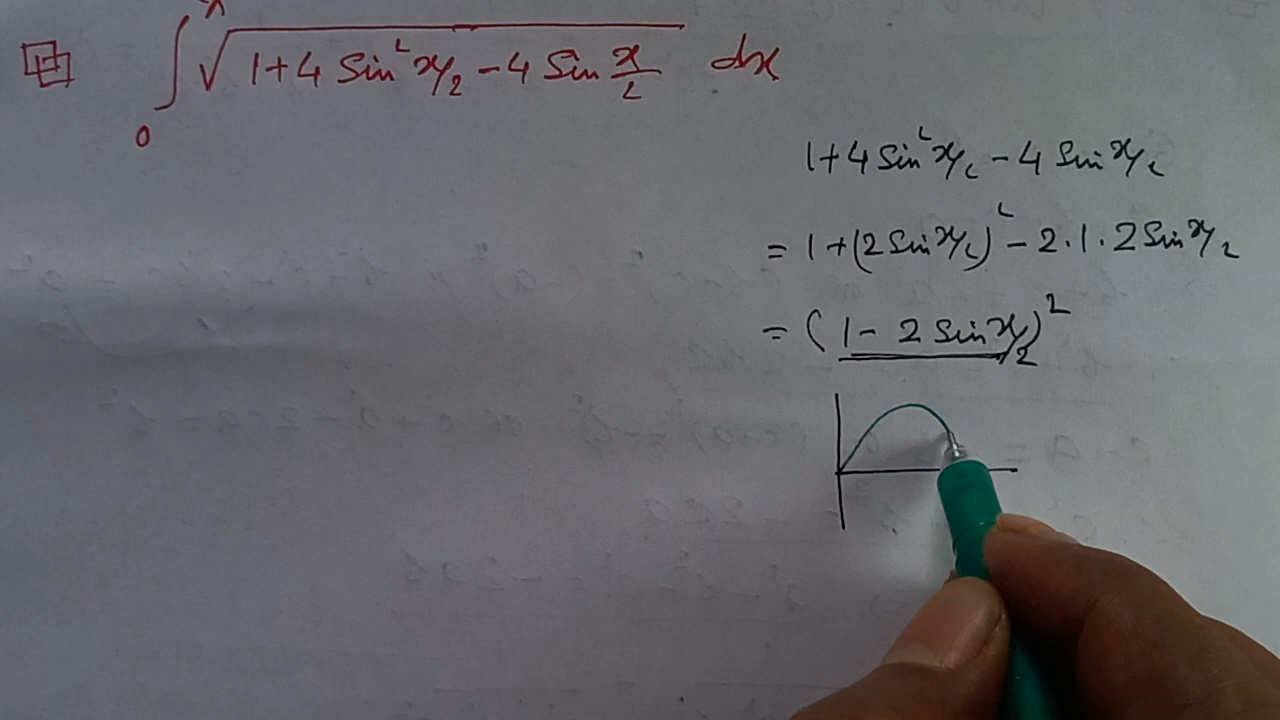 ∫₀ √(1+4 Sin² x/2 - 4 Sin x/2) dx
1+4 Sin² x/2 - 4 Sin x/2
= 1+(2 Sin x/2)² - 2.1.2 Sin x/2
= (1- 2 Sin x/2)²